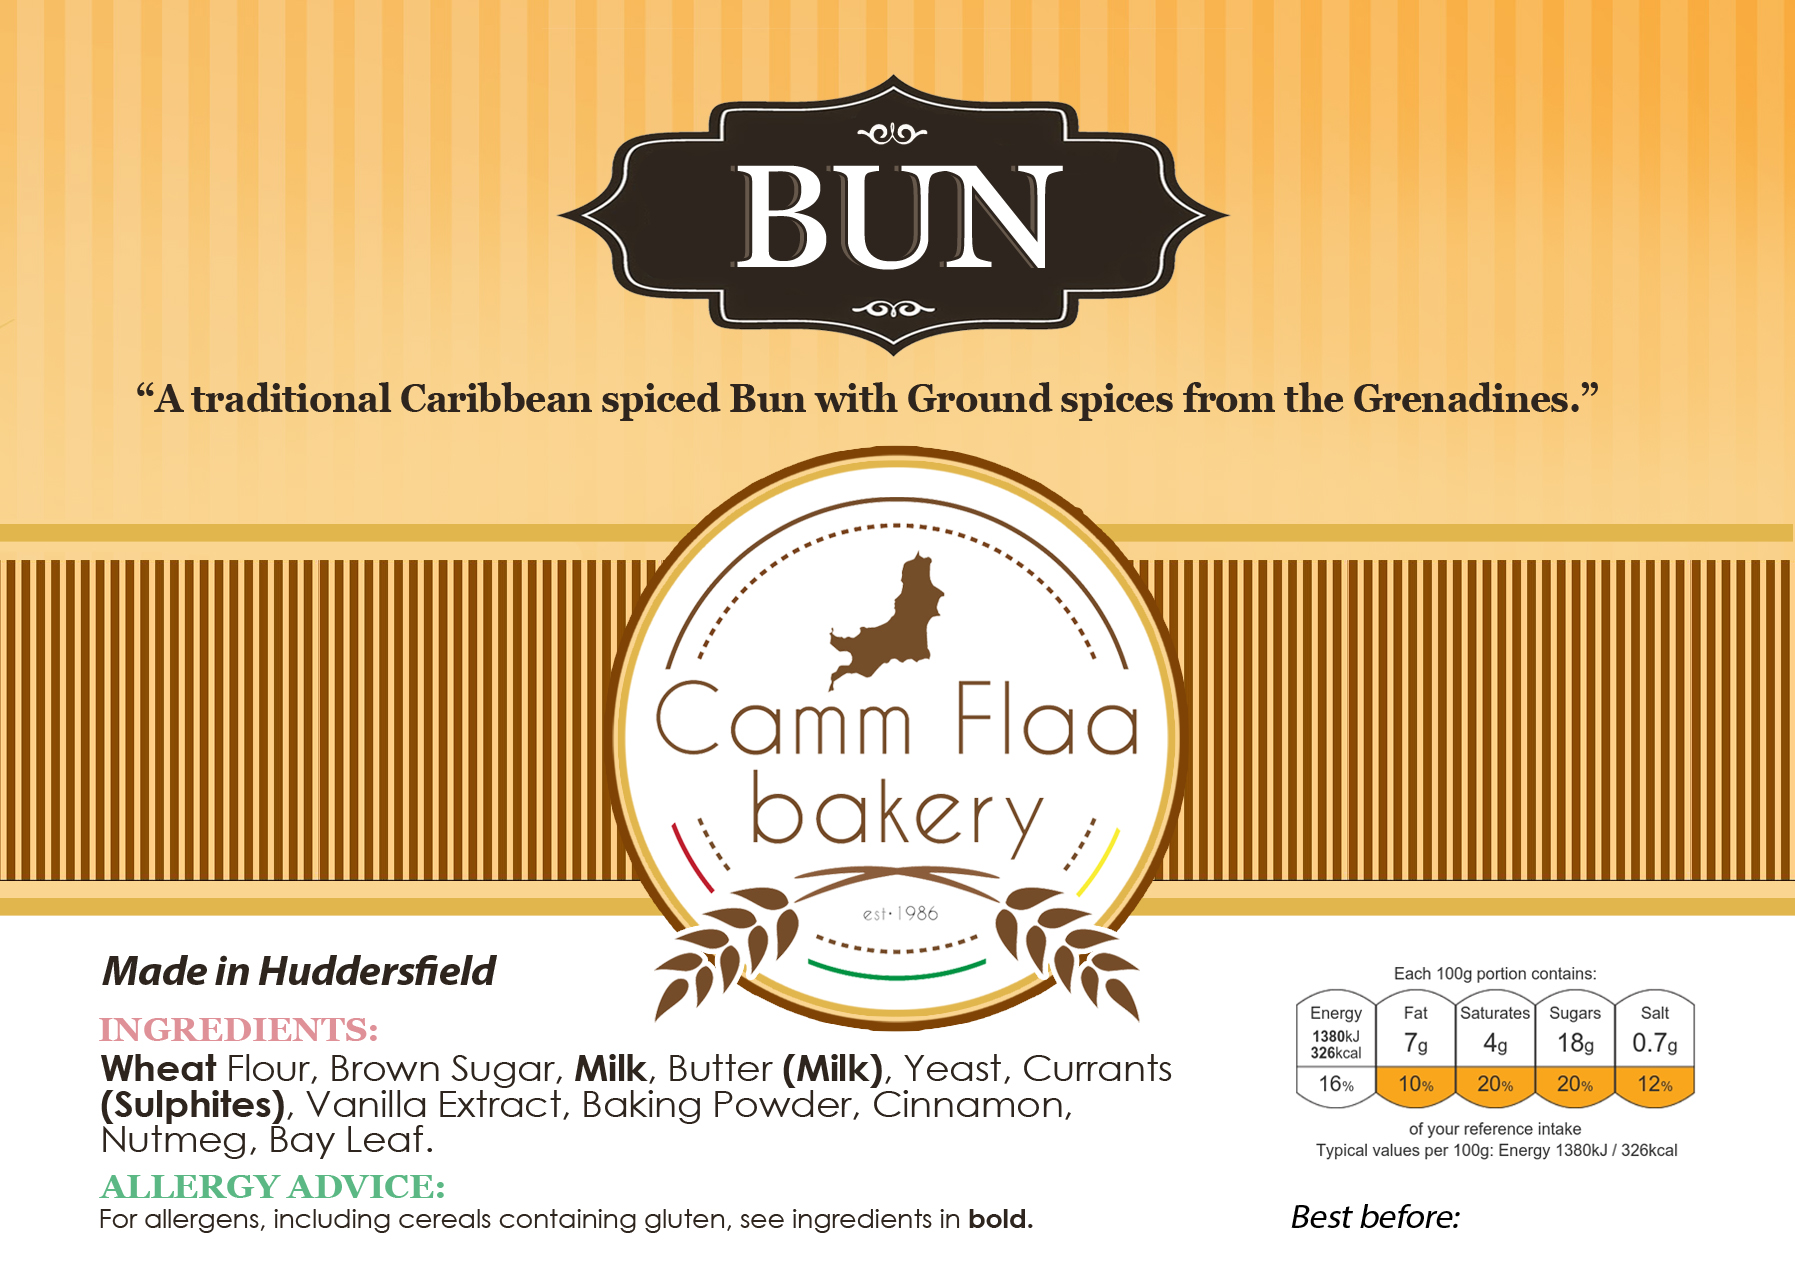 BUN
“A traditional Caribbean spiced Bun with Ground spices from the Grenadines.”
Camm Flaa
bakery
est·1986
Made in Huddersfield
INGREDIENTS:
Wheat Flour, Brown Sugar, Milk, Butter (Milk), Yeast, Currants
(Sulphites), Vanilla Extract, Baking Powder, Cinnamon,
Nutmeg, Bay Leaf.
ALLERGY ADVICE:
For allergens, including cereals containing gluten, see ingredients in bold.
Each 100g portion contains:
Energy Fat Saturates Sugars Salt
1380kJ
326kcal 7g 4g 18g 0.7g
16% 10% 20% 20% 12%
of your reference intake
Typical values per 100g: Energy 1380kJ / 326kcal
Best before: